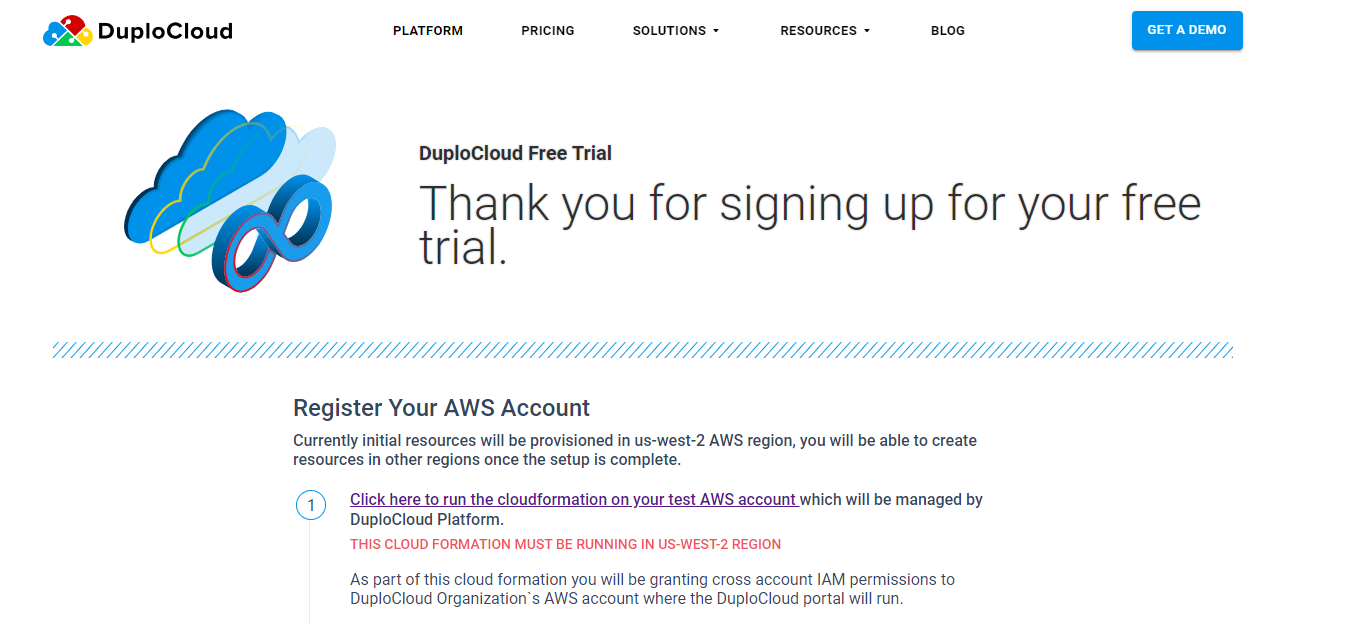 DuploCloud
PLATFORM
PRICING
SOLUTIONS
RESOURCES
BLOG
GET A DEMO
DuploCloud Free Trial
Thank you for signing up for your free
trial.
Register Your AWS Account
Currently initial resources will be provisioned in us-west-2 AWS region, you will be able to create
resources in other regions once the setup is complete.
1
Click here to run the cloudformation on your test AWS account which will be managed by
DuploCloud Platform.
THIS CLOUD FORMATION MUST BE RUNNING IN US-WEST-2 REGION
As part of this cloud formation you will be granting cross account IAM permissions to
DuploCloud Organization`s AWS account where the DuploCloud portal will run.